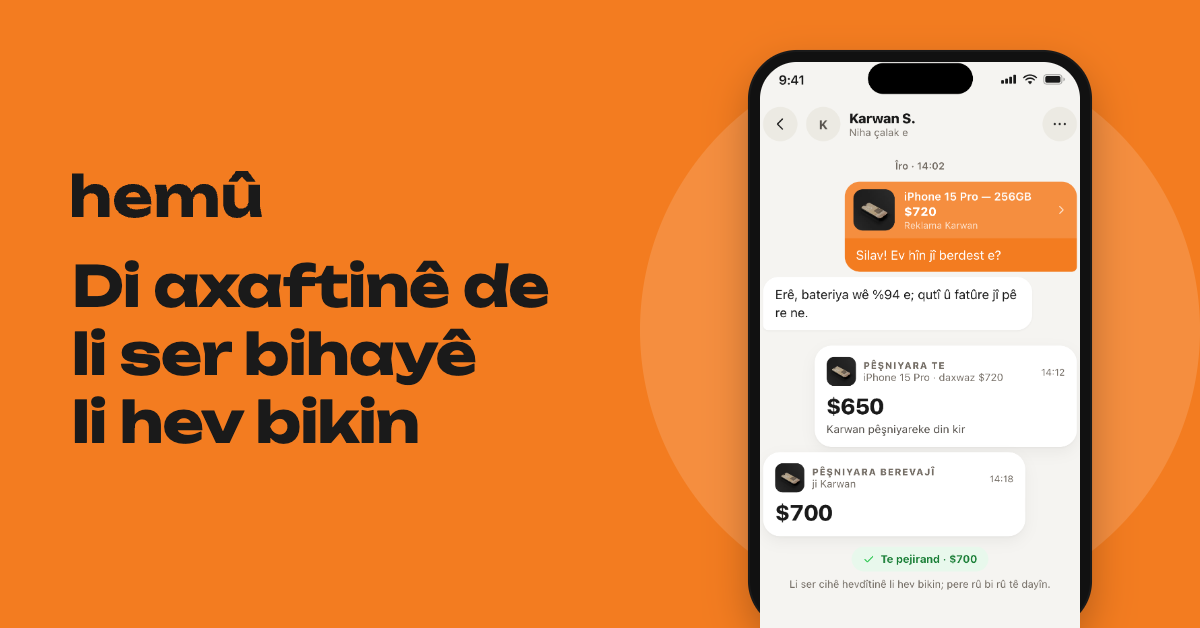 hemû
Di axaftinê de
li ser bihayê
li hev bikin
9:41
K
Karwan S.
Niha çalak e
Îro · 14:02
iPhone 15 Pro — 256GB
$720
Reklama Karwan
Silav! Ev hîn jî berdest e?
Erê, bateriya wê %94 e; qutî û fatûre jî pê
re ne.
PÊŞNIYARA TE
iPhone 15 Pro · daxwaz $720
14:12
$650
Karwan pêşniyareke din kir
PÊŞNIYARA BEREVAJÎ
ji Karwan
14:18
$700
Te pejirand · $700
Li ser cihê hevdîtinê li hev bikin; pere rû bi rû tê dayîn.